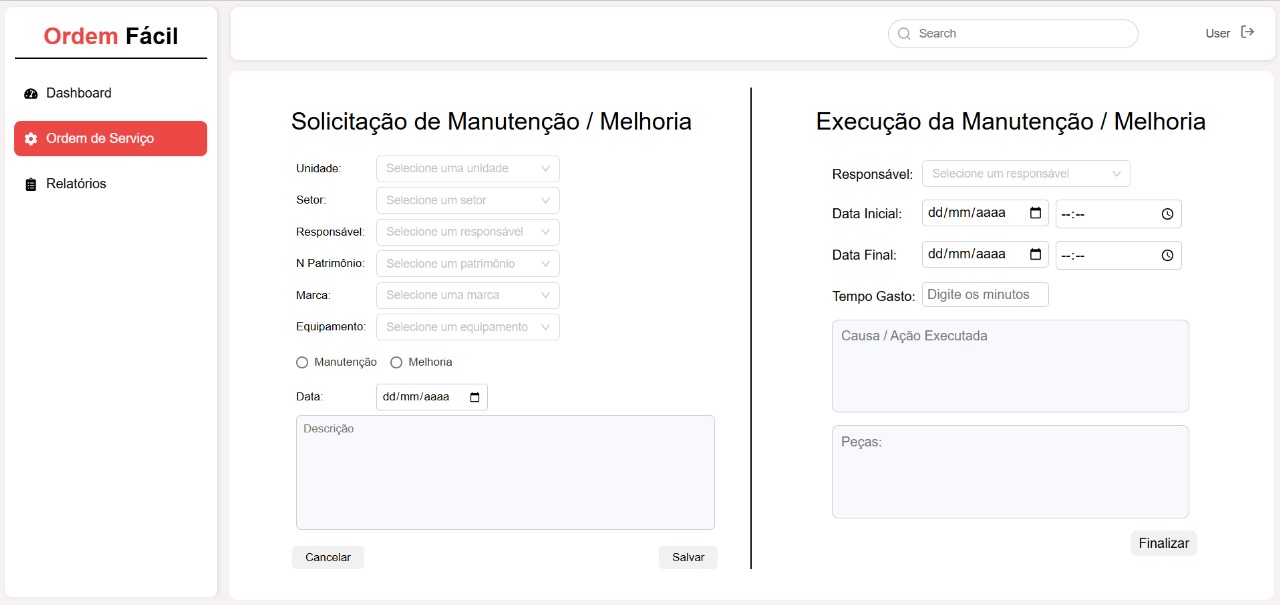 Ordem Fácil
Dashboard
Ordem de Serviço
Relatórios
Search
User
Solicitação de Manutenção / Melhoria
Unidade: Selecione uma unidade
Setor: Selecione um setor
Responsável: Selecione um responsável
N Patrimônio: Selecione um patrimônio
Marca: Selecione uma marca
Equipamento: Selecione um equipamento
Manutenção Melhoria
Data: dd/mm/aaaa
Descrição
Cancelar Salvar
Execução da Manutenção / Melhoria
Responsável: Selecione um responsável
Data Inicial: dd/mm/aaaa --:--
Data Final: dd/mm/aaaa --:--
Tempo Gasto: Digite os minutos
Causa / Ação Executada
Peças:
Finalizar